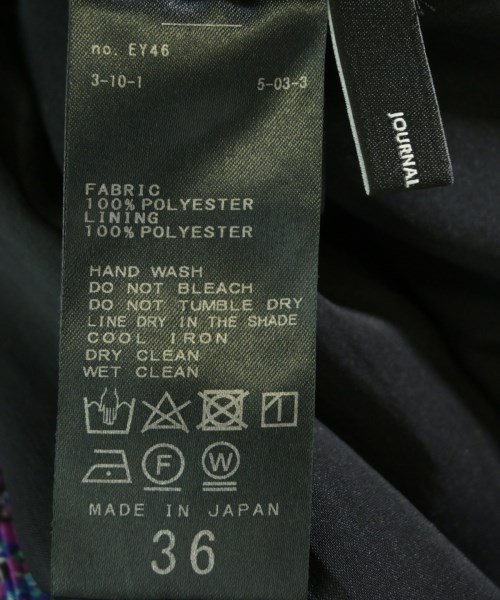 no. EY46
3-10-1 5-03-3
JOURNAL
FABRIC
100% POLYESTER
LINING
100% POLYESTER
HAND WASH
DO NOT BLEACH
DO NOT TUMBLE DRY
LINE DRY IN THE SHADE
COOL IRON
DRY CLEAN
WET CLEAN
F W
MADE IN JAPAN
36